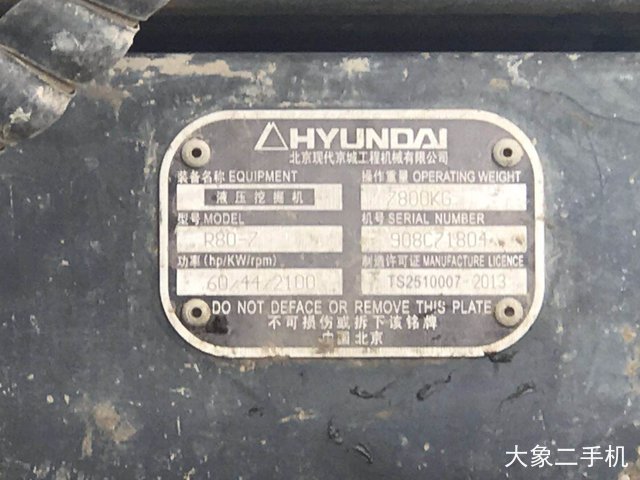 HYUNDAI
北京现代京城工程机械有限公司
装备名称 EQUIPMENT 操作重量 OPERATING WEIGHT
液压挖掘机 7800KG
型号 MODEL 机号 SERIAL NUMBER
R80-7 908C71804
功率 (hp/KW/rpm) 制造许可证 MANUFACTURE LICENCE
60/44/2100 TS2510007-2013
DO NOT DEFACE OR REMOVE THIS PLATE
不可损伤或拆下该铭牌
中国北京
大象二手机